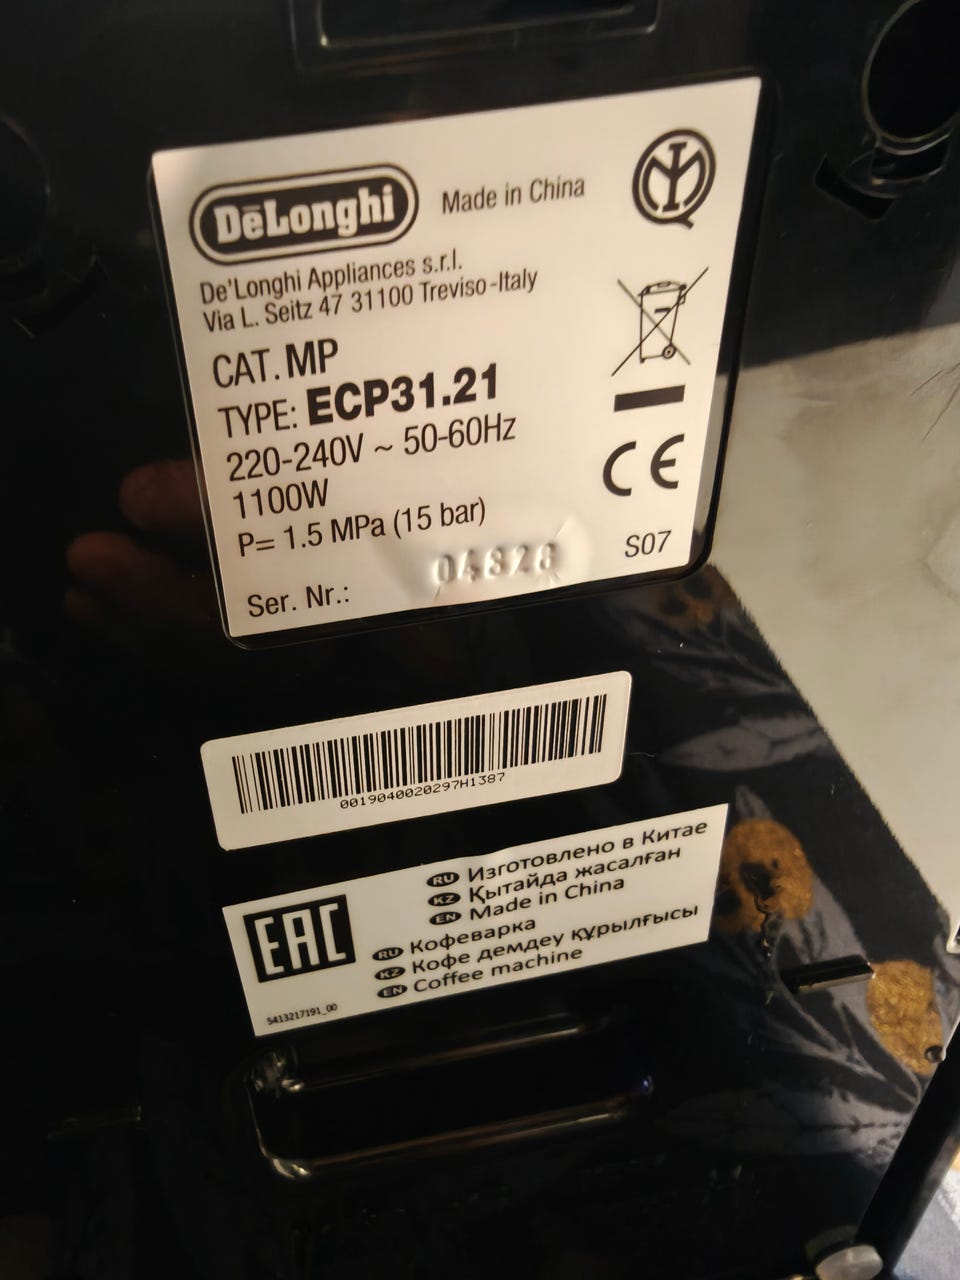 DeLonghi
Made in China
De'Longhi Appliances s.r.l.
Via L. Seitz 47 31100 Treviso-Italy
CAT. MP
TYPE: ECP31.21
220-240V ~ 50-60Hz
1100W
P= 1.5 MPa (15 bar)
Ser. Nr.: 04828
S07
CE
0019040020297H1387
EAC
RU Изготовлено в Китае
KZ Қытайда жасалған
EN Made in China
RU Кофеварка
KZ Кофе демдеу құрылғысы
EN Coffee machine
5413217191_00